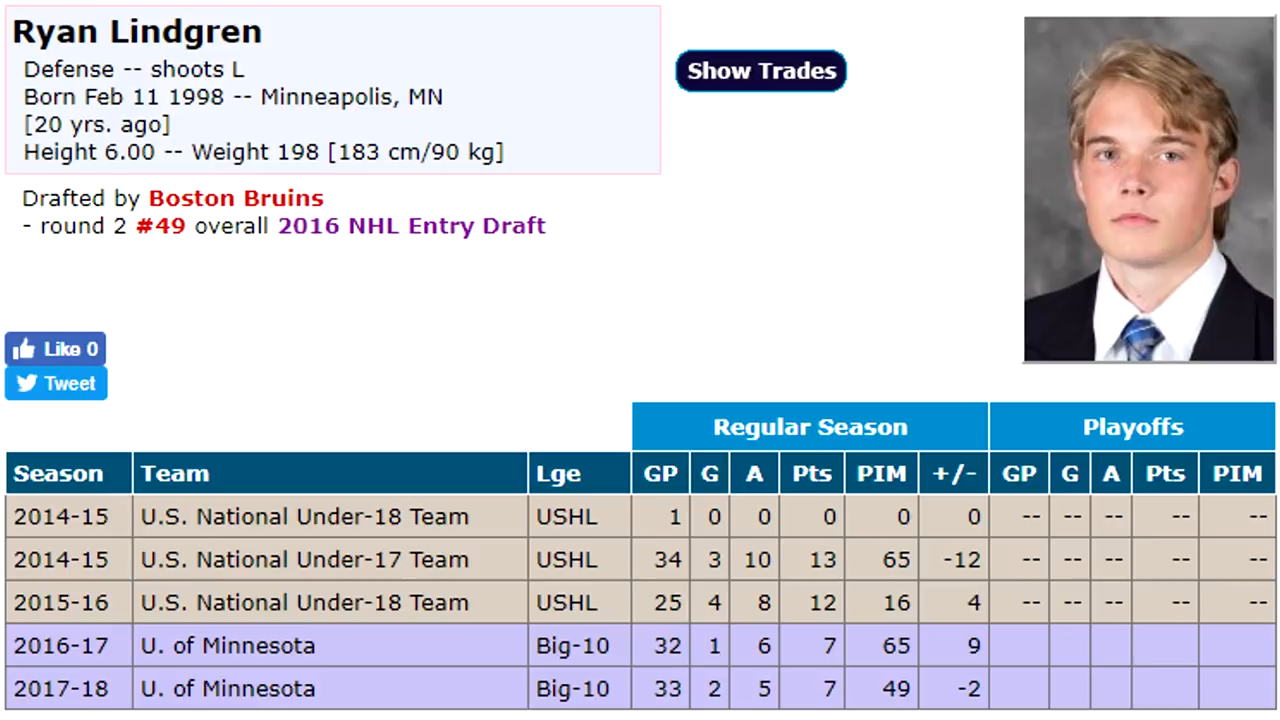 Ryan Lindgren
Defense -- shoots L
Born Feb 11 1998 -- Minneapolis, MN
[20 yrs. ago]
Height 6.00 -- Weight 198 [183 cm/90 kg]
Show Trades
Drafted by Boston Bruins
- round 2 #49 overall 2016 NHL Entry Draft
Like 0
Tweet
Regular Season Playoffs
Season Team Lge GP G A Pts PIM +/- GP G A Pts PIM
2014-15 U.S. National Under-18 Team USHL 1 0 0 0 0 0 -- -- -- -- --
2014-15 U.S. National Under-17 Team USHL 34 3 10 13 65 -12 -- -- -- -- --
2015-16 U.S. National Under-18 Team USHL 25 4 8 12 16 4 -- -- -- -- --
2016-17 U. of Minnesota Big-10 32 1 6 7 65 9
2017-18 U. of Minnesota Big-10 33 2 5 7 49 -2